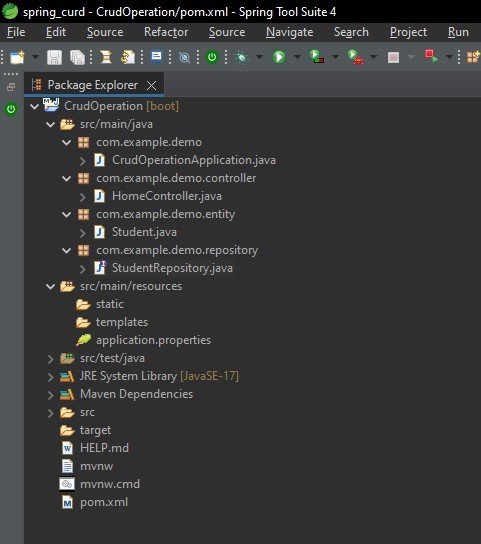 spring_curd - CrudOperation/pom.xml - Spring Tool Suite 4
File Edit Source Refactor Source Navigate Search Project Run
Package Explorer
CrudOperation [boot]
src/main/java
com.example.demo
CrudOperationApplication.java
com.example.demo.controller
HomeController.java
com.example.demo.entity
Student.java
com.example.demo.repository
StudentRepository.java
src/main/resources
static
templates
application.properties
src/test/java
JRE System Library [JavaSE-17]
Maven Dependencies
src
target
HELP.md
mvnw
mvnw.cmd
pom.xml